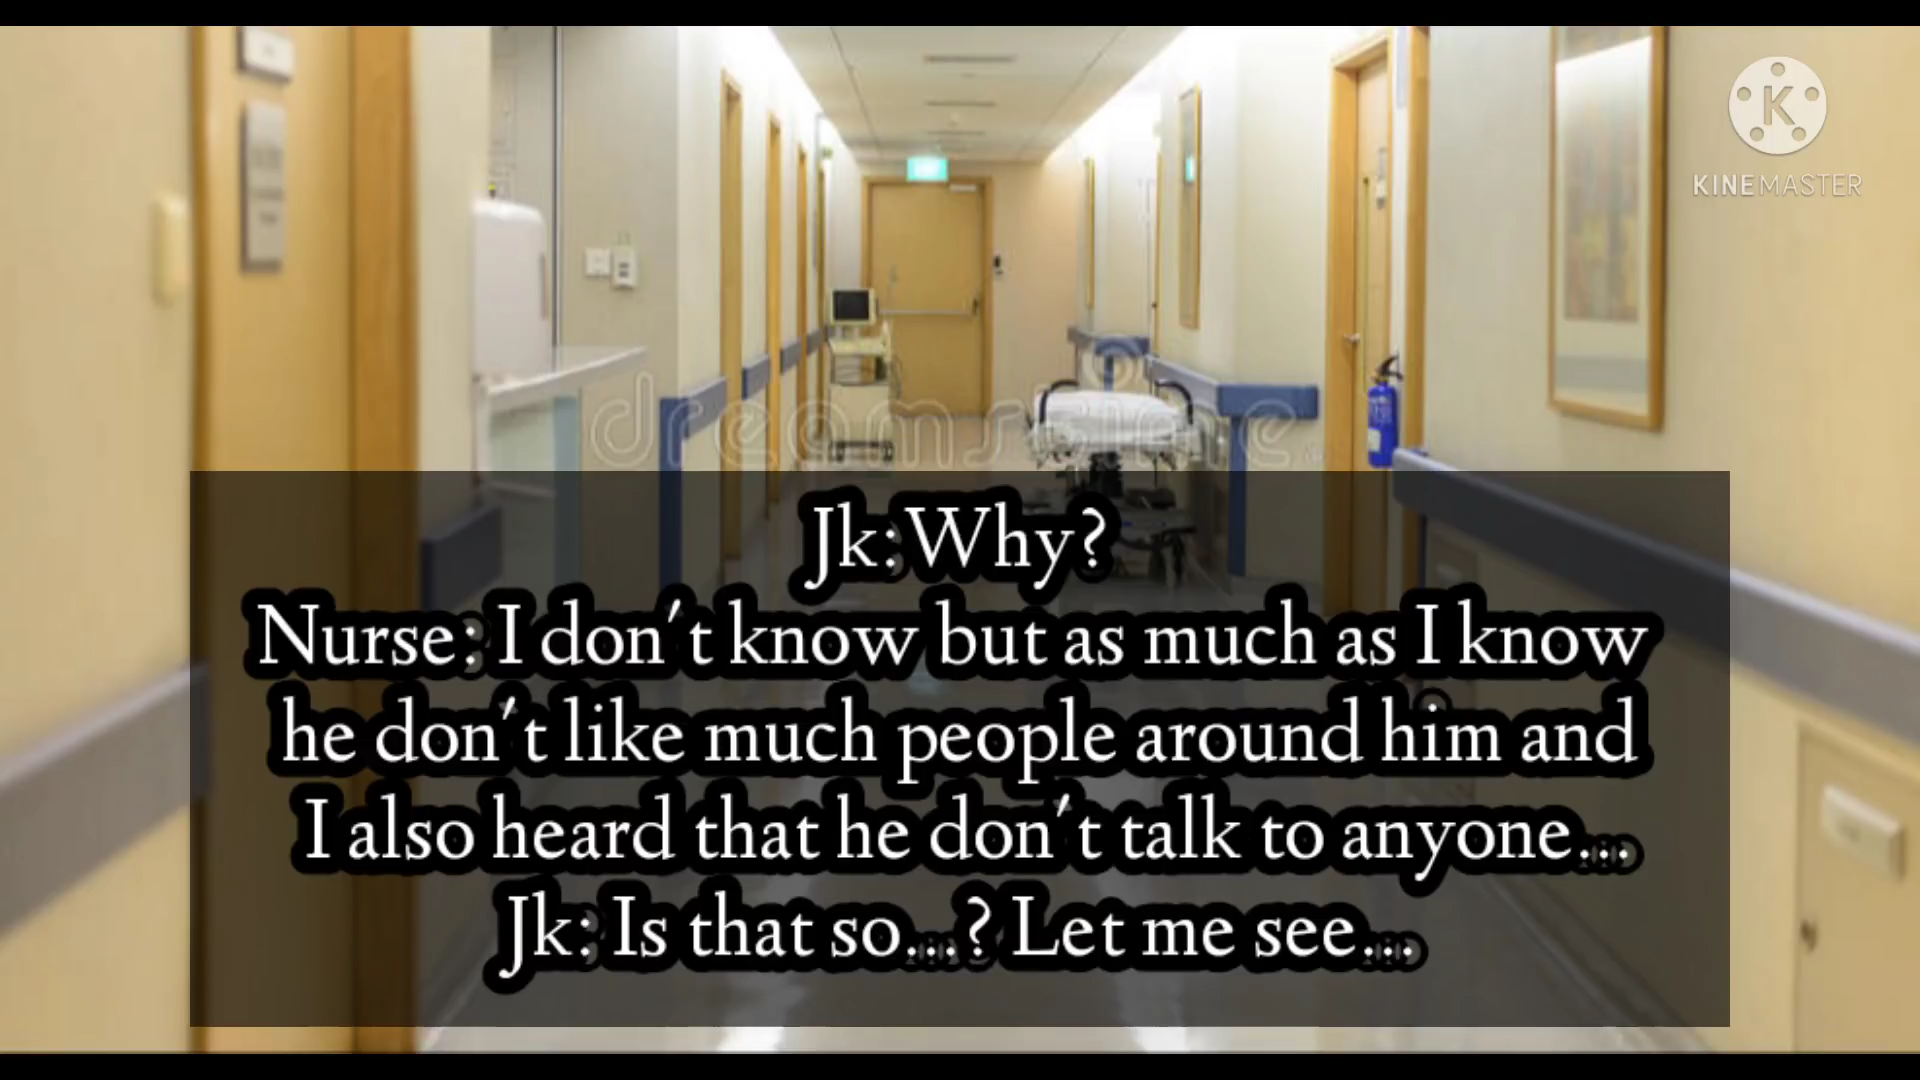 KINEMASTER
dreamstime
Jk: Why?
Nurse: I don't know but as much as I know
he don't like much people around him and
I also heard that he don't talk to anyone....
Jk: Is that so....? Let me see....